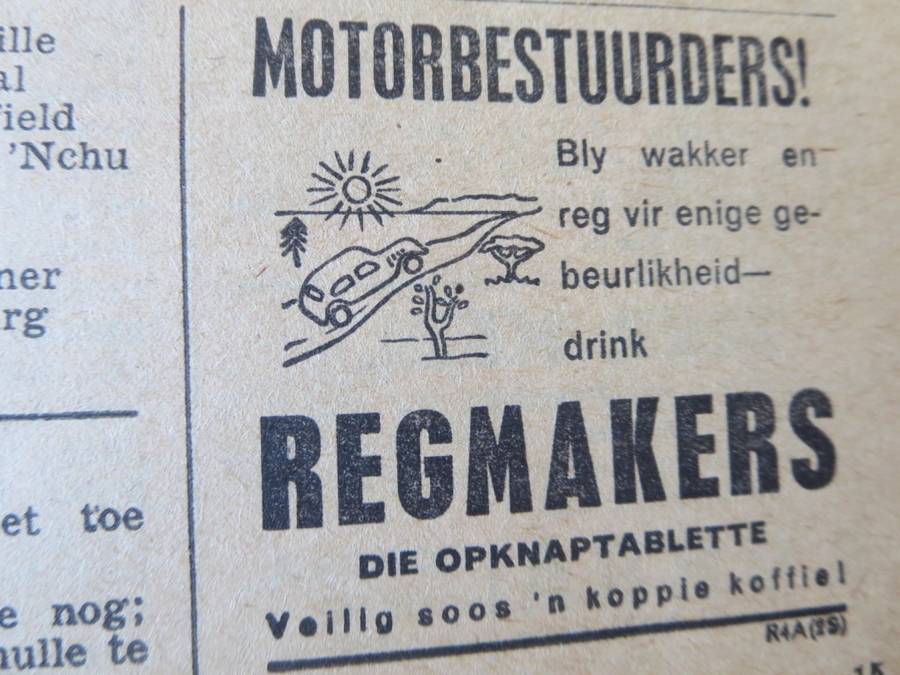 ille
al
field
'Nchu
ner
rg
et toe
e nog;
hulle te
MOTORBESTUURDERS!
Bly wakker en
reg vir enige ge-
beurlikheid—
drink
REGMAKERS
DIE OPKNAPTABLETTE
Veilig soos 'n koppie koffie!
R4A(2S)
15